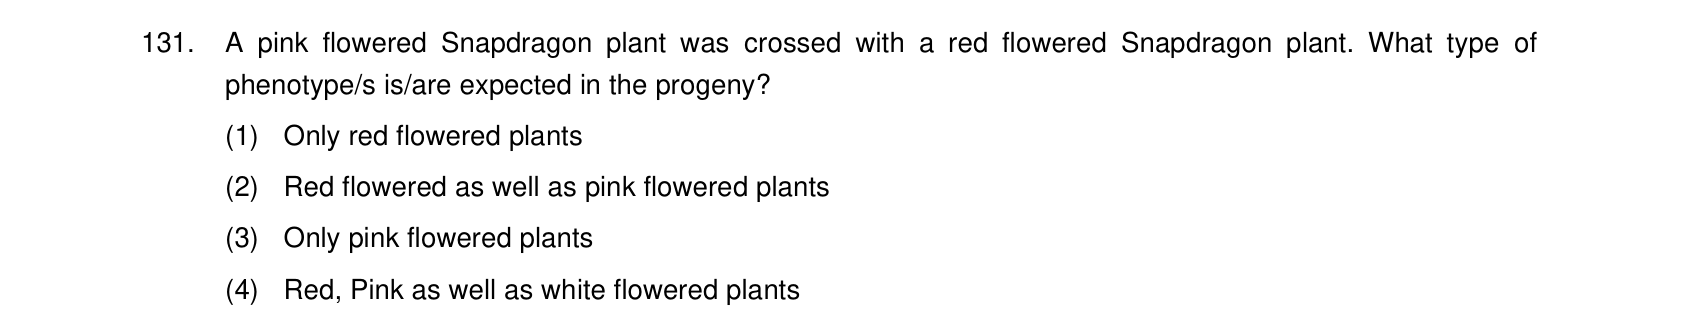 131. A pink flowered Snapdragon plant was crossed with a red flowered Snapdragon plant. What type of
phenotype/s is/are expected in the progeny?
(1) Only red flowered plants
(2) Red flowered as well as pink flowered plants
(3) Only pink flowered plants
(4) Red, Pink as well as white flowered plants